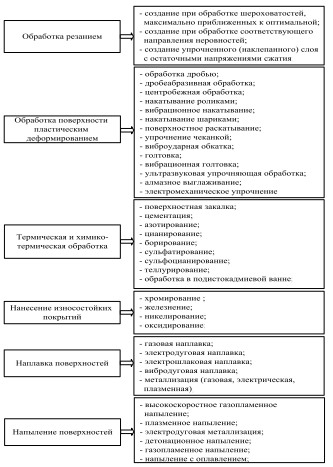 Обработка резанием
- создание при обработке шероховатостей,
максимально приближенных к оптимальной;
- создание при обработке соответствующего
направления неровностей;
- создание упрочненного (наклепанного) слоя
с остаточными напряжениями сжатия
Обработка поверхности
пластическим
деформированием
- обработка дробью;
- дробеабразивная обработка;
- центробежная обработка;
- накатывание роликами;
- вибрационное накатывание;
- накатывание шариками;
- поверхностное раскатывание;
- упрочнение чеканкой;
- виброударная обкатка;
- голтовка;
- вибрационная голтовка;
- ультразвуковая упрочняющая обработка;
- алмазное выглаживание;
- электромеханическое упрочнение
Термическая и химико-
термическая обработка
- поверхностная закалка;
- цементация;
- азотирование;
- цианирование;
- борирование;
- сульфатирование;
- сульфоцианирование;
- теллурирование;
- обработка в подистокадмиевой ванне
Нанесение износостойких
покрытий
- хромирование ;
- железнение;
- никелирование;
- оксидирование
Наплавка поверхностей
- газовая наплавка;
- электродуговая наплавка;
- электрошлаковая наплавка;
- вибродуговая наплавка;
- металлизация (газовая, электрическая,
плазменная)
Напыление поверхностей
- высокоскоростное газопламенное
напыление;
- плазменное напыление;
- электродуговая металлизация;
- детонационное напыление;
- газопламенное напыление;
- напыление с оплавлением;